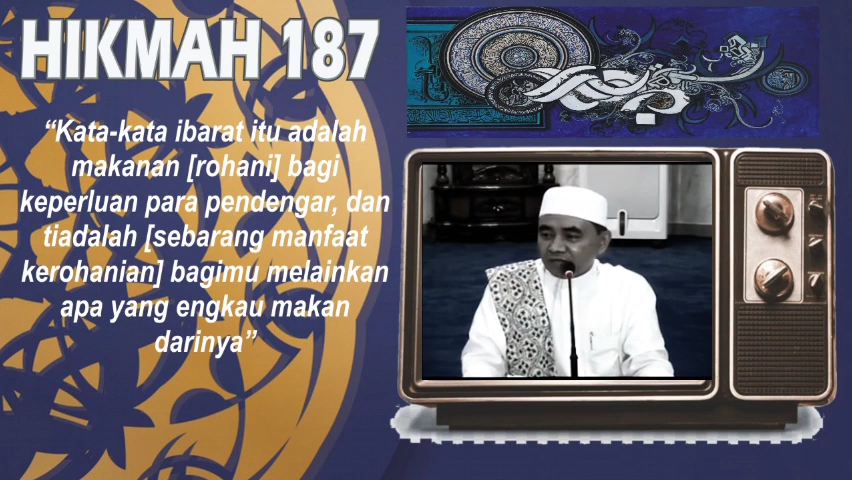 HIKMAH 187
“Kata-kata ibarat itu adalah
makanan [rohani] bagi
keperluan para pendengar, dan
tiadalah [sebarang manfaat
kerohanian] bagimu melainkan
apa yang engkau makan
darinya”